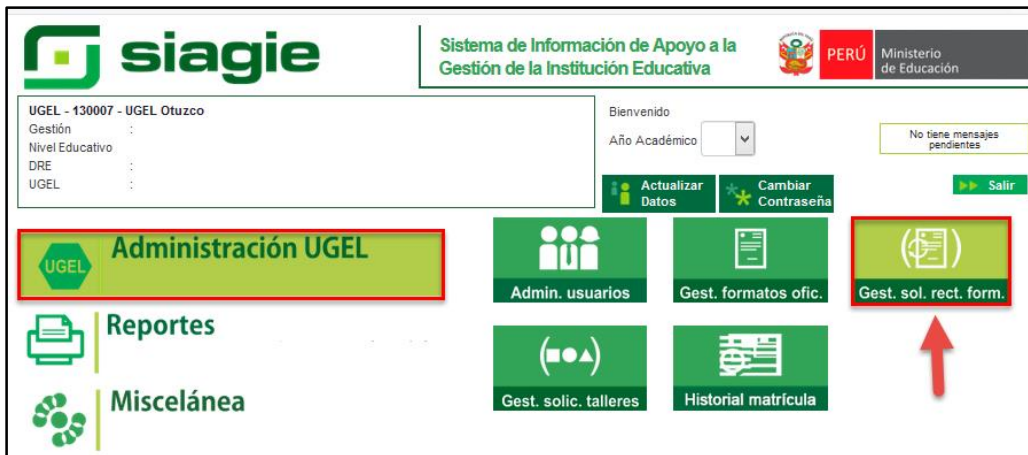 siagie
Sistema de Información de Apoyo a la
Gestión de la Institución Educativa
PERÚ
Ministerio
de Educación
UGEL - 130007 - UGEL Otuzco
Gestión :
Nivel Educativo
DRE :
UGEL :
Bienvenido
Año Académico
No tiene mensajes
pendientes
Actualizar
Datos
Cambiar
Contraseña
Salir
UGEL
Administración UGEL
Reportes
Miscelánea
Admin. usuarios
Gest. formatos ofic.
Gest. sol. rect. form.
Gest. solic. talleres
Historial matrícula